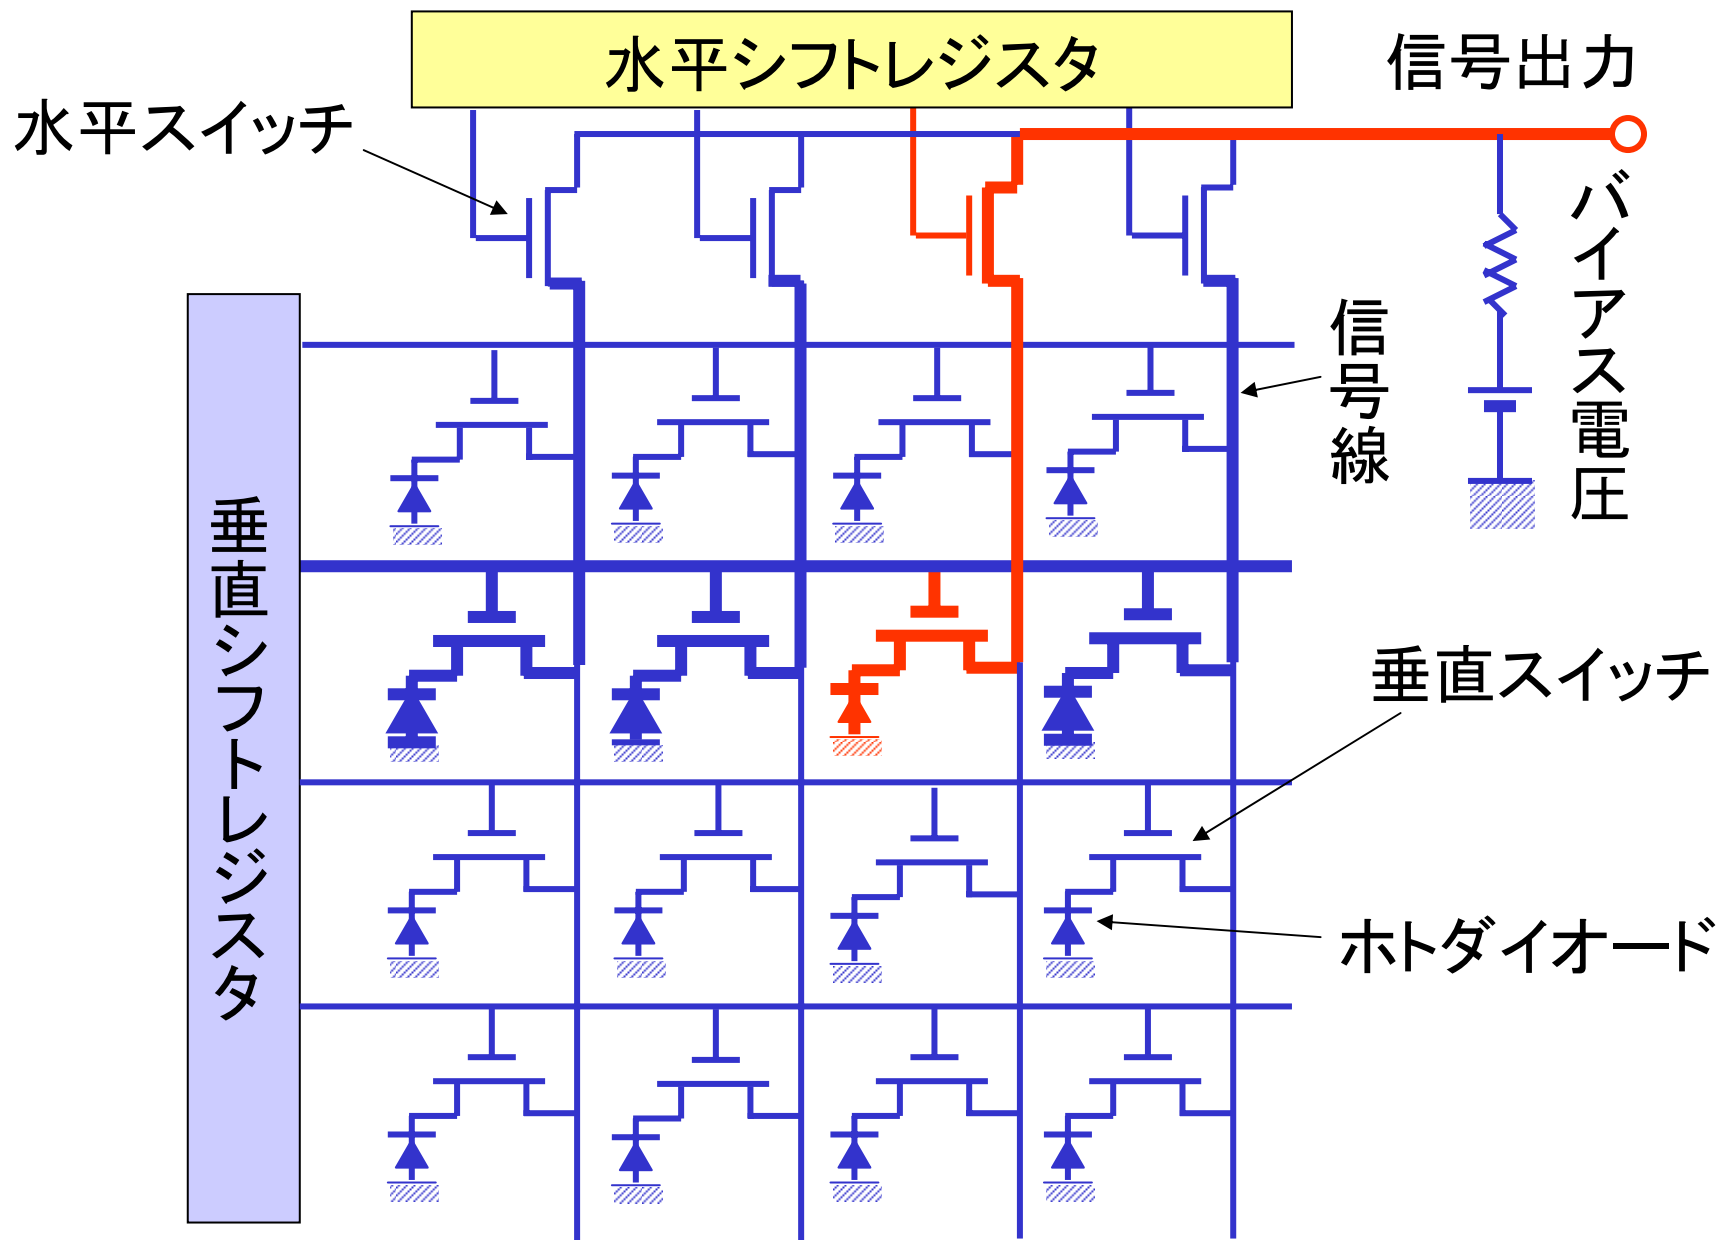 水平シフトレジスタ
信号出力
水平スイッチ
バイアス電圧
信号線
垂直シフトレジスタ
垂直スイッチ
ホトダイオード